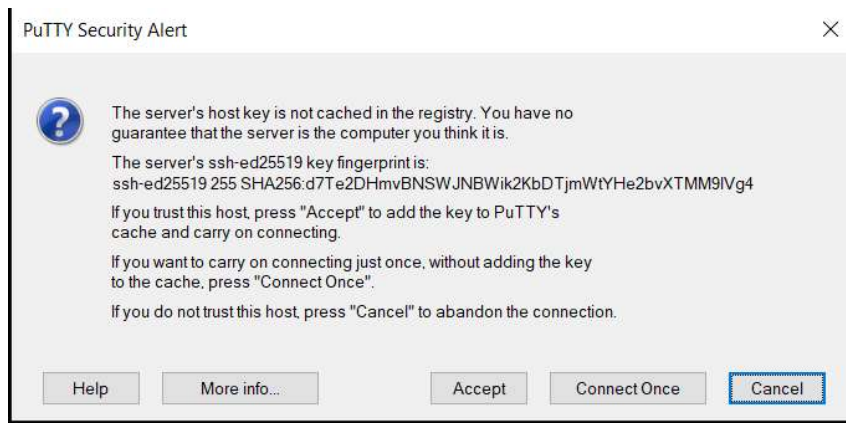 PuTTY Security Alert
The server's host key is not cached in the registry. You have no
guarantee that the server is the computer you think it is.
The server's ssh-ed25519 key fingerprint is:
ssh-ed25519 255 SHA256:d7Te2DHmvBNSWJNBWik2KbDTjmWtYHe2bvXTMM9lVg4
If you trust this host, press "Accept" to add the key to PuTTY's
cache and carry on connecting.
If you want to carry on connecting just once, without adding the key
to the cache, press "Connect Once".
If you do not trust this host, press "Cancel" to abandon the connection.
Help More info... Accept Connect Once Cancel